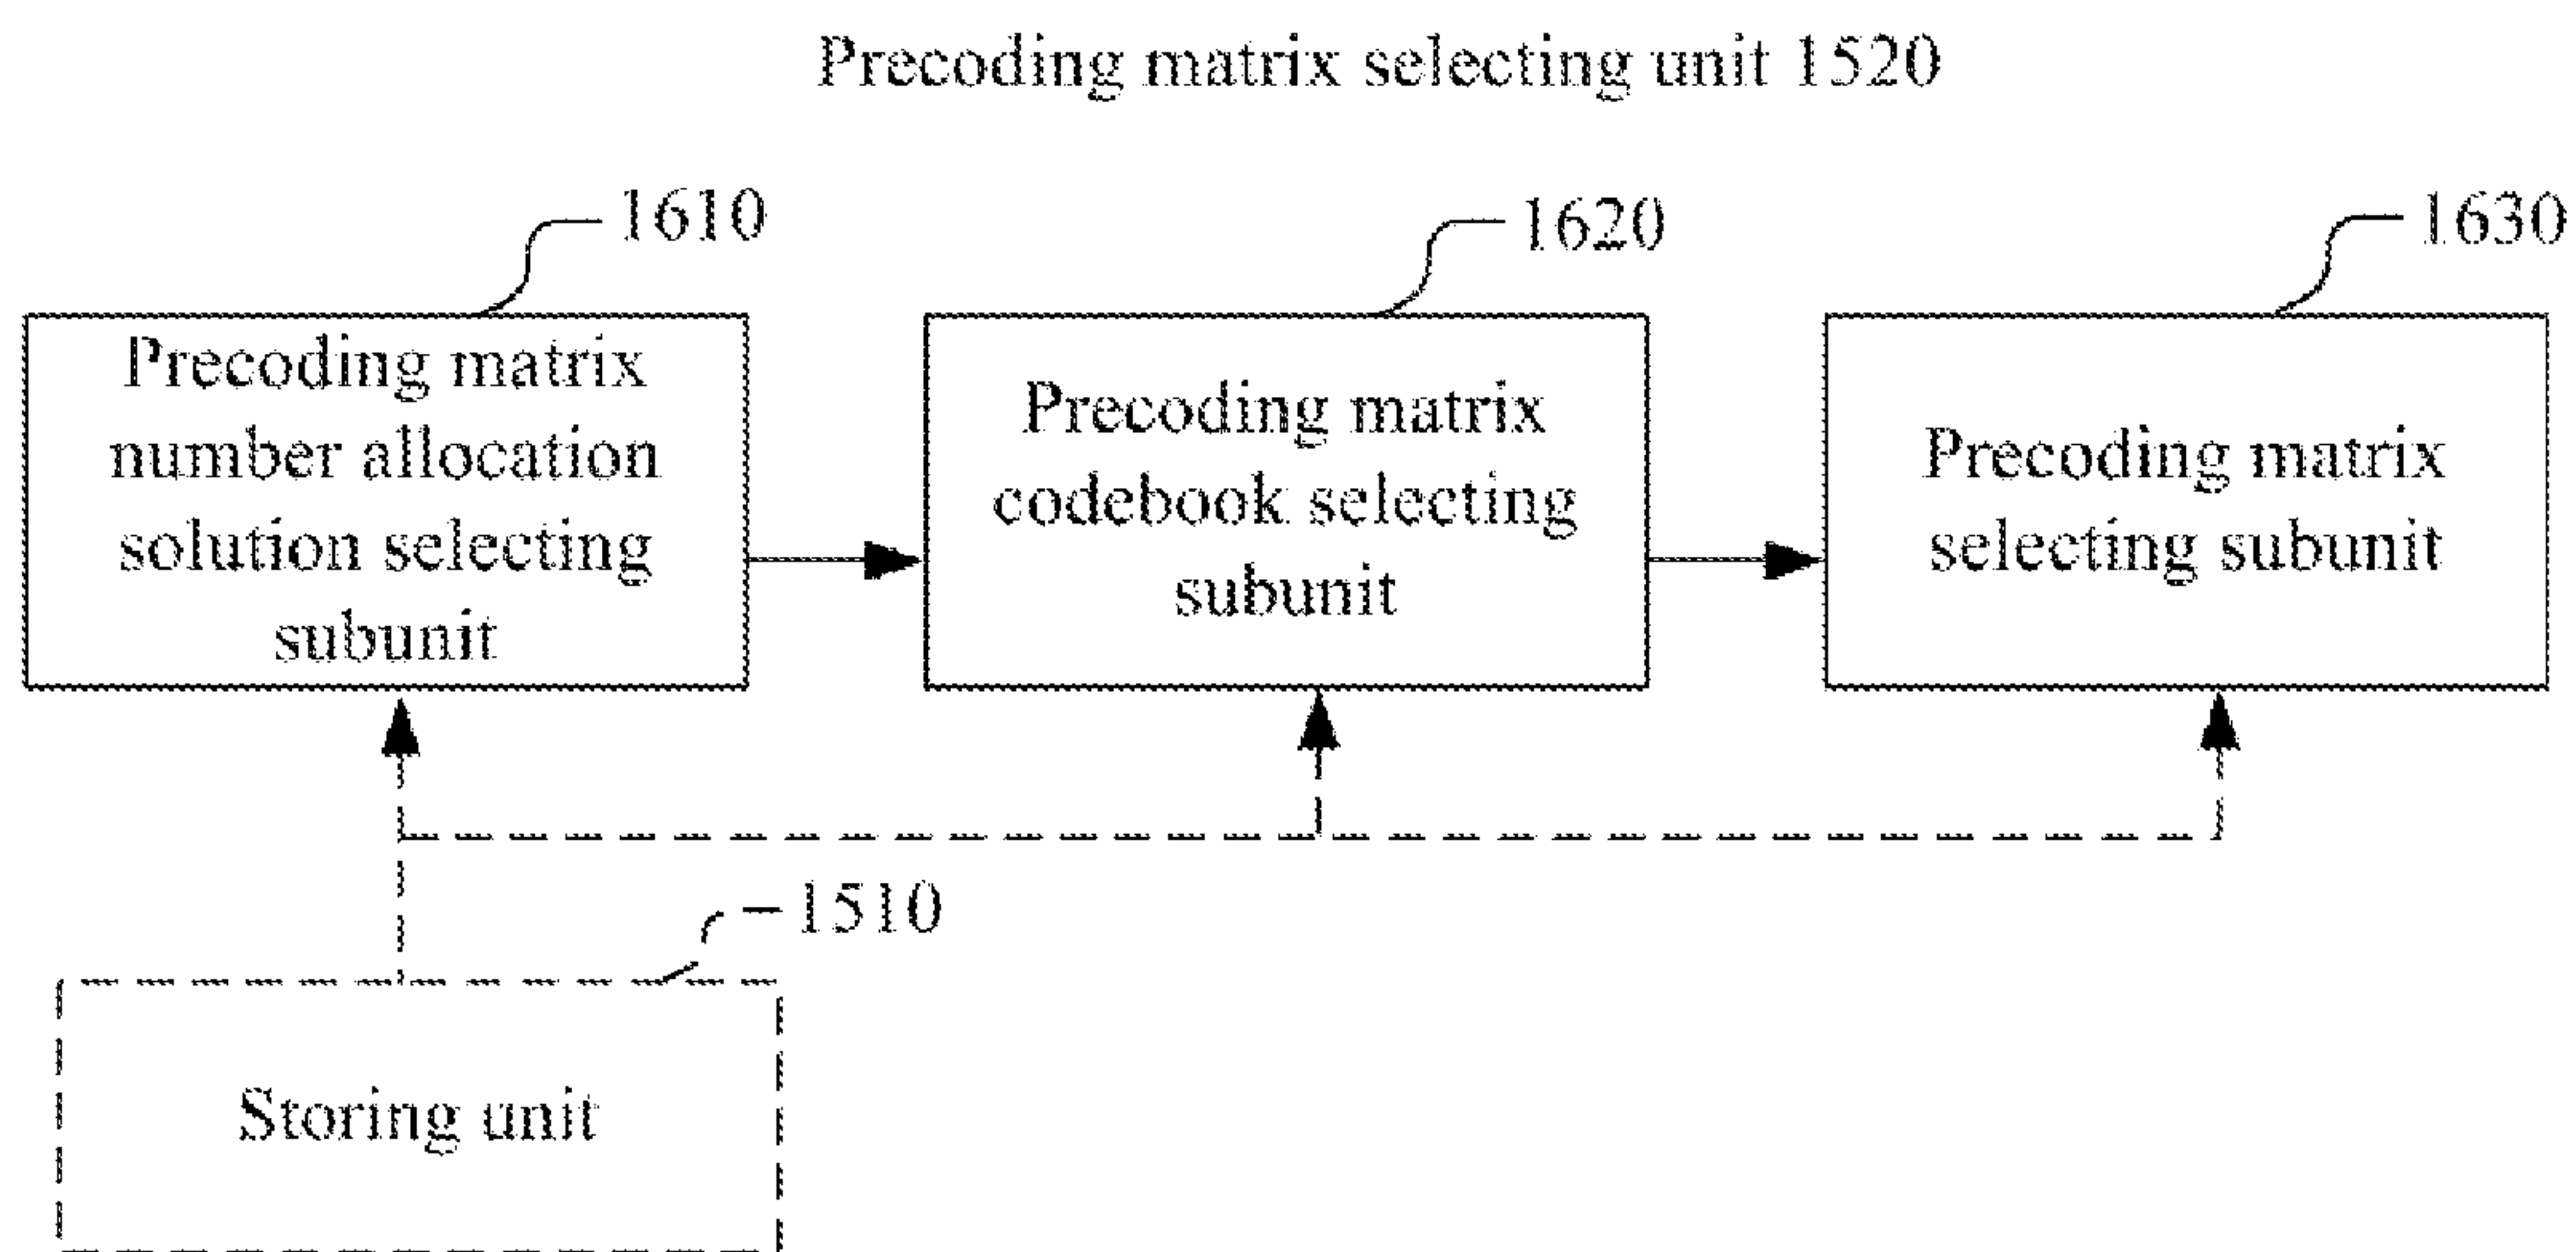 Precoding matrix selecting unit 1520
1610
1620
1630
Precoding matrix
number allocation
solution selecting
subunit
Precoding matrix
codebook selecting
subunit
Precoding matrix
selecting subunit
1510
Storing unit